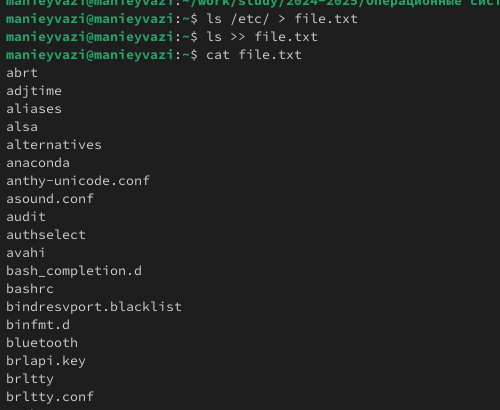 manieyvazi@manieyvazi:~/work/study/2024-2025/Операционные сист
manieyvazi@manieyvazi:~$ ls /etc/ > file.txt
manieyvazi@manieyvazi:~$ ls >> file.txt
manieyvazi@manieyvazi:~$ cat file.txt
abrt
adjtime
aliases
alsa
alternatives
anaconda
anthy-unicode.conf
asound.conf
audit
authselect
avahi
bash_completion.d
bashrc
bindresvport.blacklist
binfmt.d
bluetooth
brlapi.key
brltty
brltty.conf